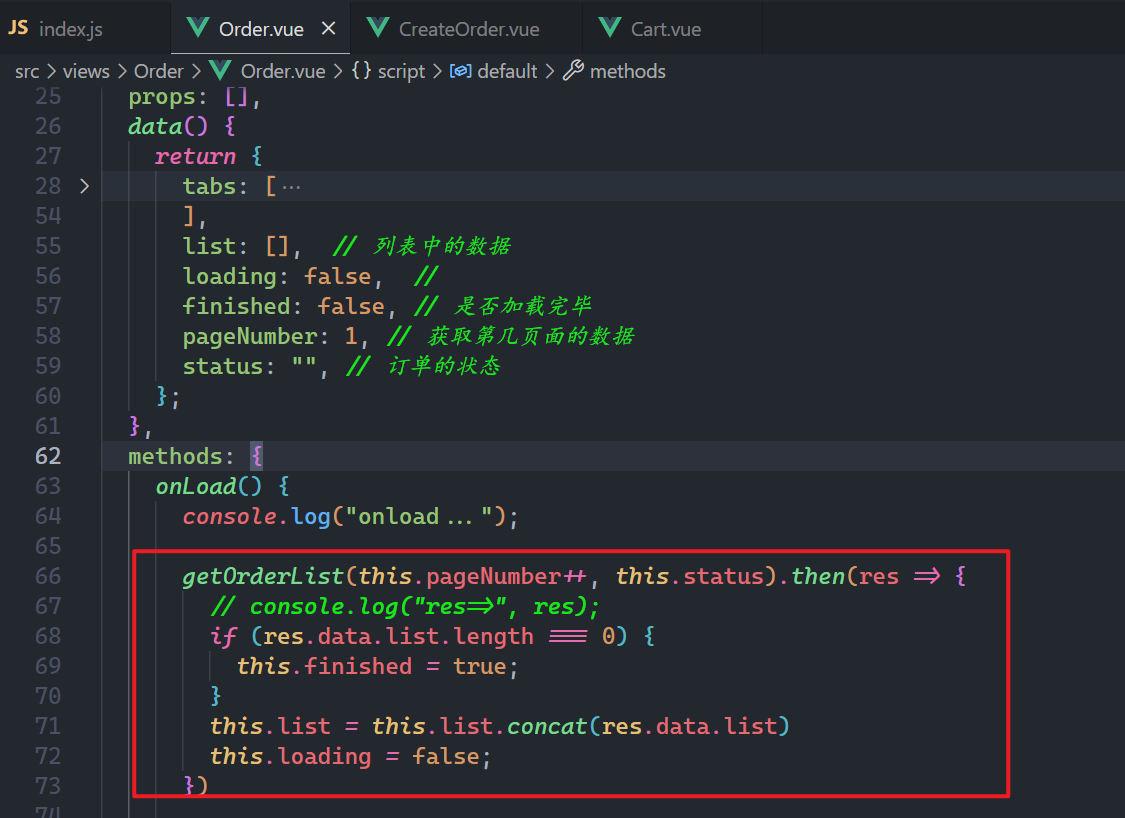 JS index.js Order.vue × CreateOrder.vue Cart.vue
src > views > Order > Order.vue > {} script > default > methods
25 props: [],
26 data() {
27 return {
28 > tabs: [···
54 ],
55 list: [], // 列表中的数据
56 loading: false, //
57 finished: false, // 是否加载完毕
58 pageNumber: 1, // 获取第几页面的数据
59 status: "", // 订单的状态
60 };
61 },
62 methods: {
63 onLoad() {
64 console.log("onload...");
65
66 getOrderList(this.pageNumber++, this.status).then(res => {
67 // console.log("res=>", res);
68 if (res.data.list.length === 0) {
69 this.finished = true;
70 }
71 this.list = this.list.concat(res.data.list)
72 this.loading = false;
73 })
74